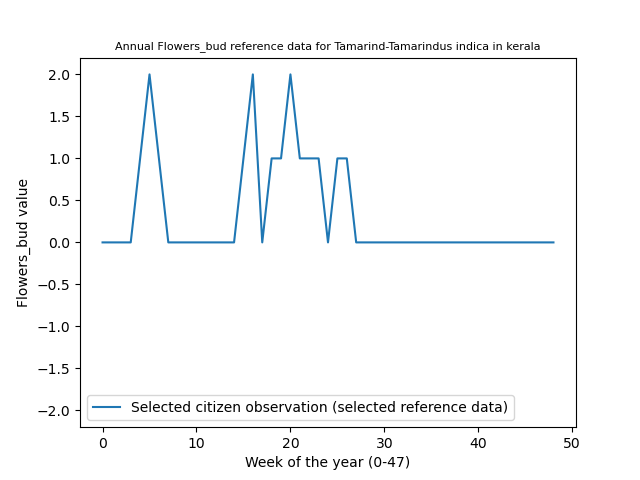 Annual Flowers_bud reference data for Tamarind-Tamarindus indica in kerala
2.0
1.5
1.0
0.5
0.0
−0.5
−1.0
−1.5
−2.0
Flowers_bud value
Selected citizen observation (selected reference data)
0 10 20 30 40 50
Week of the year (0-47)